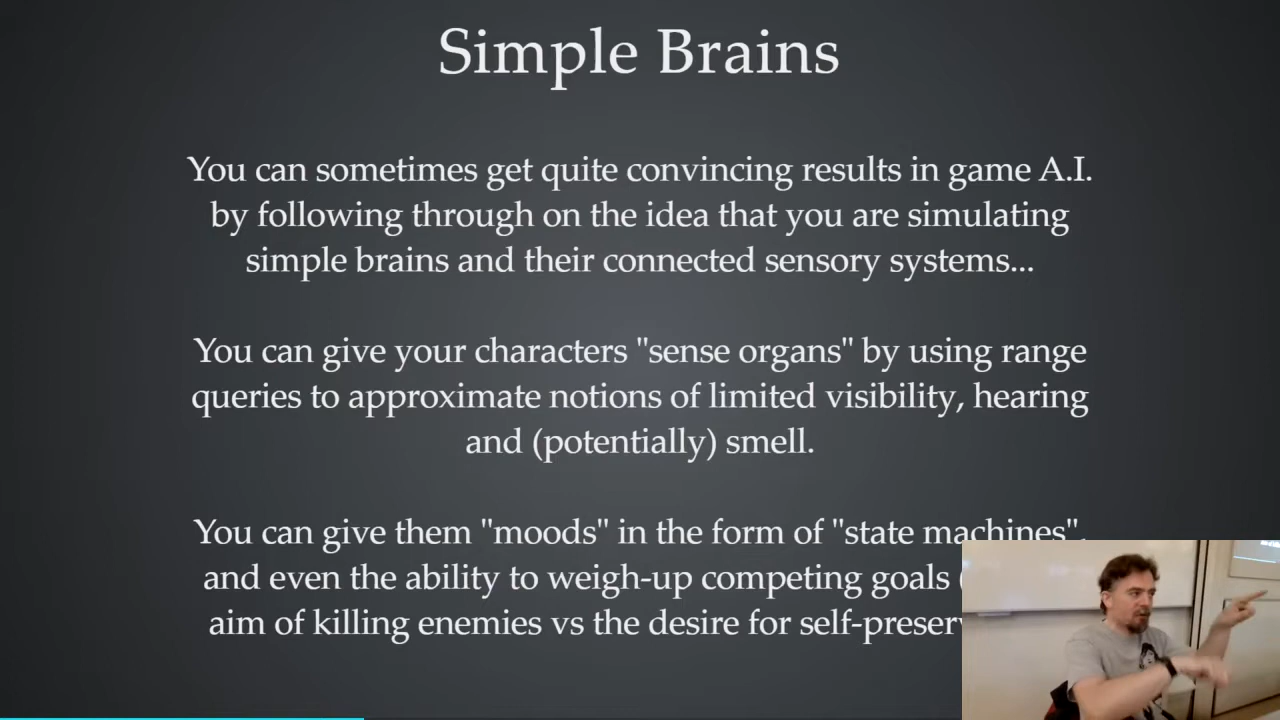 Simple Brains
You can sometimes get quite convincing results in game A.I.
by following through on the idea that you are simulating
simple brains and their connected sensory systems...
You can give your characters "sense organs" by using range
queries to approximate notions of limited visibility, hearing
and (potentially) smell.
You can give them "moods" in the form of "state machines",
and even the ability to weigh-up competing goals
aim of killing enemies vs the desire for